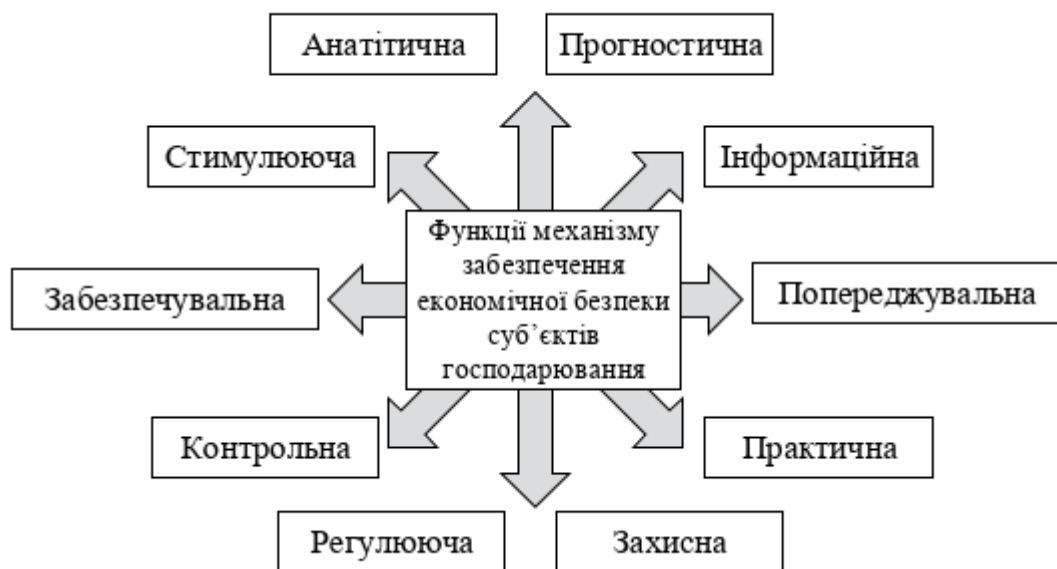 Анатітична
Прогностична
Стимулююча
Інформаційна
Функції механізму
забезпечення
економічної безпеки
суб’єктів
господарювання
Забезпечувальна
Попереджувальна
Контрольна
Практична
Регулююча
Захисна